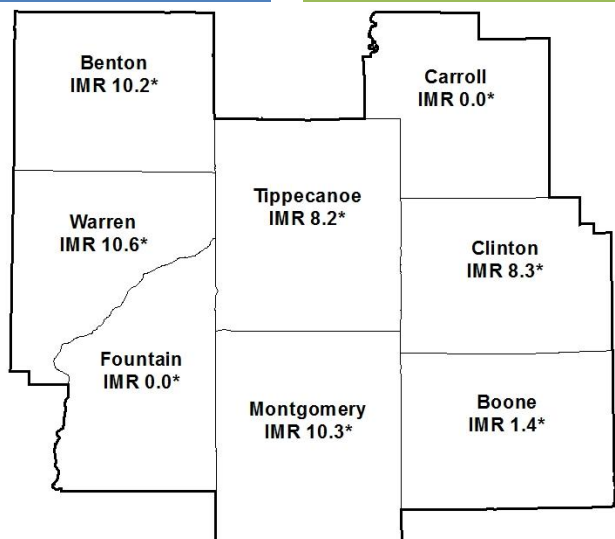 Benton
IMR 10.2*
Carroll
IMR 0.0*
Tippecanoe
IMR 8.2*
Warren
IMR 10.6*
Clinton
IMR 8.3*
Fountain
IMR 0.0*
Montgomery
IMR 10.3*
Boone
IMR 1.4*